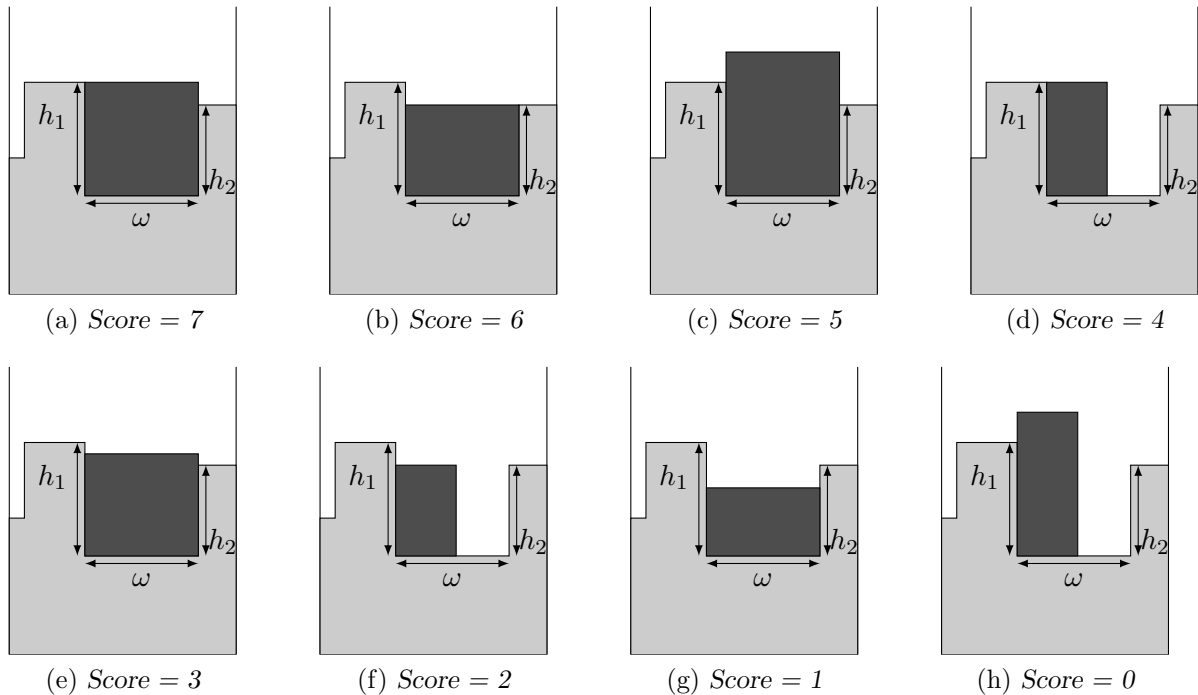 h₁ h₂ ω h₁ h₂ ω h₁ h₂ ω h₁ h₂ ω
(a) Score = 7 (b) Score = 6 (c) Score = 5 (d) Score = 4
h₁ h₂ ω h₁ h₂ ω h₁ h₂ ω h₁ h₂ ω
(e) Score = 3 (f) Score = 2 (g) Score = 1 (h) Score = 0